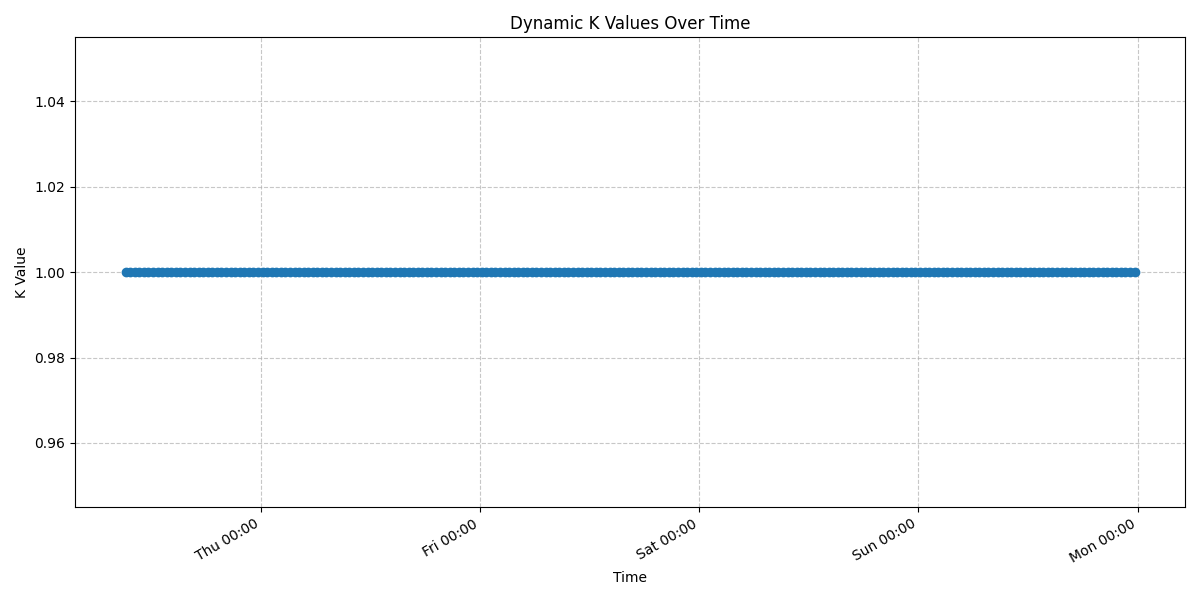 Dynamic K Values Over Time
K Value
1.04
1.02
1.00
0.98
0.96
Thu 00:00
Fri 00:00
Sat 00:00
Sun 00:00
Mon 00:00
Time